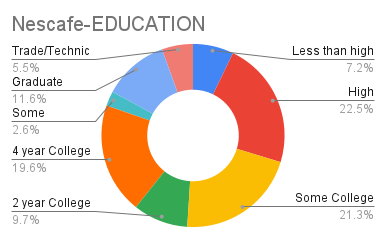 Nescafe-EDUCATION
Trade/Technic
5.5%
Graduate
11.6%
Some
2.6%
4 year College
19.6%
2 year College
9.7%
Less than high
7.2%
High
22.5%
Some College
21.3%